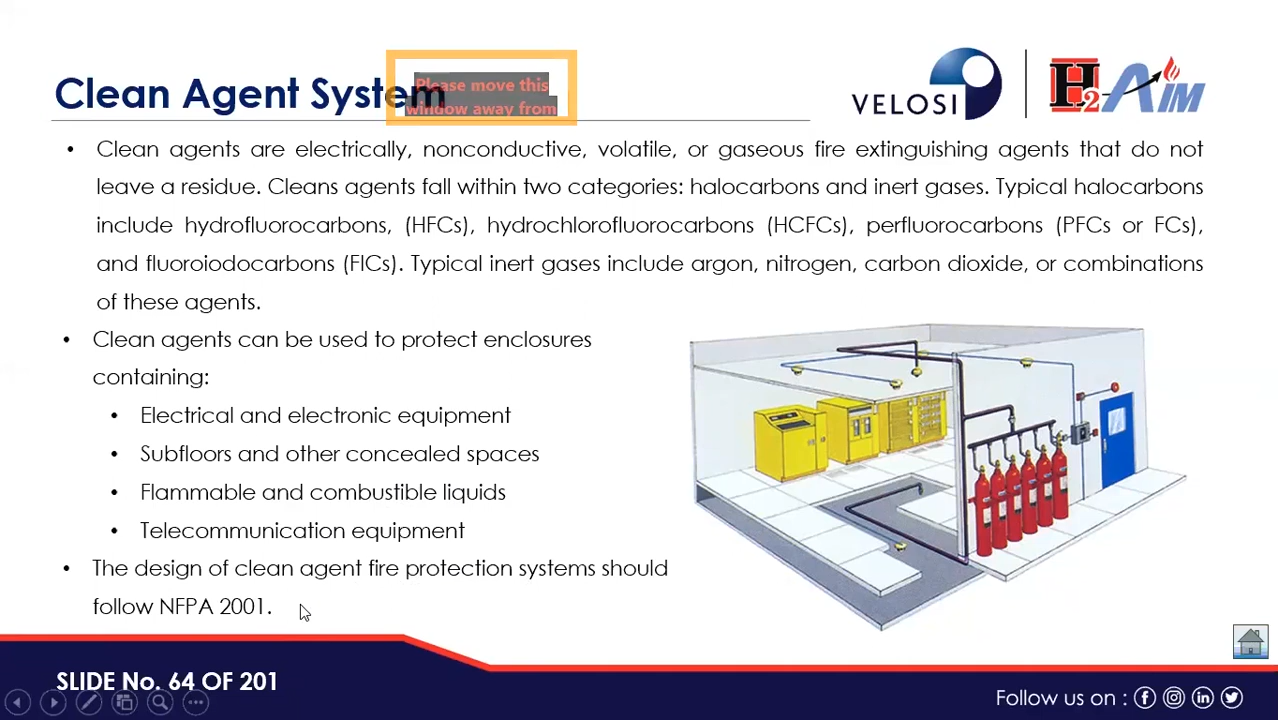 Clean Agent System
Please move this
window away from
VELOSI
H2AIM
• Clean agents are electrically, nonconductive, volatile, or gaseous fire extinguishing agents that do not
leave a residue. Cleans agents fall within two categories: halocarbons and inert gases. Typical halocarbons
include hydrofluorocarbons, (HFCs), hydrochlorofluorocarbons (HCFCs), perfluorocarbons (PFCs or FCs),
and fluoroiodocarbons (FICs). Typical inert gases include argon, nitrogen, carbon dioxide, or combinations
of these agents.
• Clean agents can be used to protect enclosures
containing:
• Electrical and electronic equipment
• Subfloors and other concealed spaces
• Flammable and combustible liquids
• Telecommunication equipment
• The design of clean agent fire protection systems should
follow NFPA 2001.
SLIDE No. 64 OF 201
Follow us on :